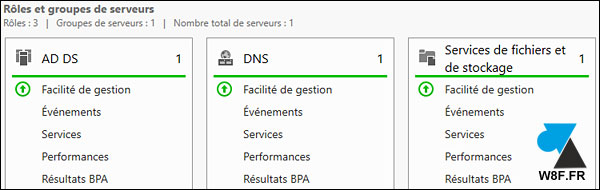 Rôles et groupes de serveurs
Rôles : 3 | Groupes de serveurs : 1 | Nombre total de serveurs : 1
AD DS 1
Facilité de gestion
Événements
Services
Performances
Résultats BPA
DNS 1
Facilité de gestion
Événements
Services
Performances
Résultats BPA
Services de fichiers et
de stockage 1
Facilité de gestion
Événements
Services
Performances
Résultats BPA
W8F.FR